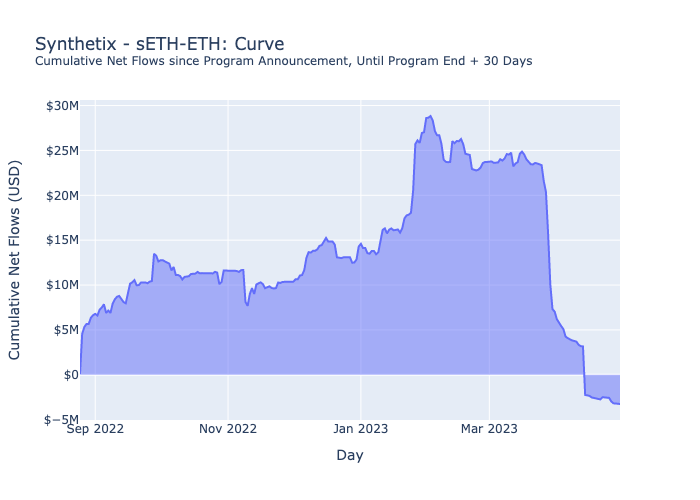 Synthetix - sETH-ETH: Curve
Cumulative Net Flows since Program Announcement, Until Program End + 30 Days
$30M
$25M
$20M
$15M
$10M
$5M
$0
$−5M
Cumulative Net Flows (USD)
Sep 2022 Nov 2022 Jan 2023 Mar 2023
Day